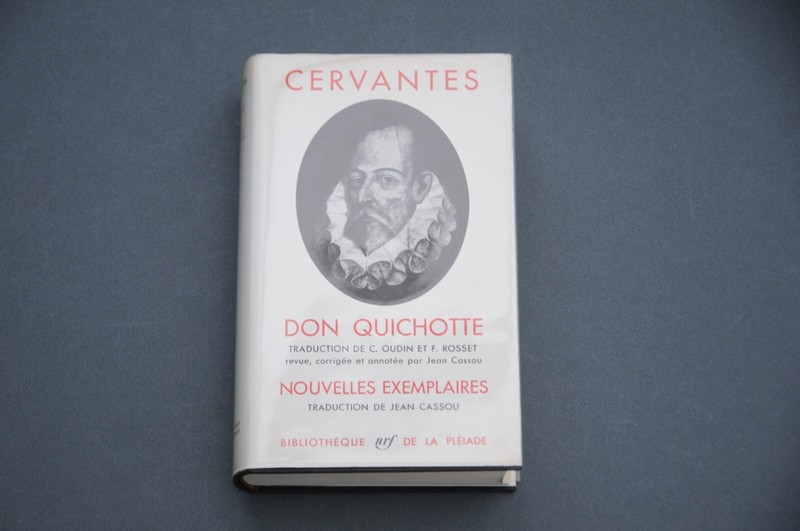 CERVANTES
DON QUICHOTTE
TRADUCTION DE C. OUDIN ET F. ROSSET
revue, corrigée et annotée par Jean Cassou
NOUVELLES EXEMPLAIRES
TRADUCTION DE JEAN CASSOU
BIBLIOTHÈQUE nrf DE LA PLÉIADE